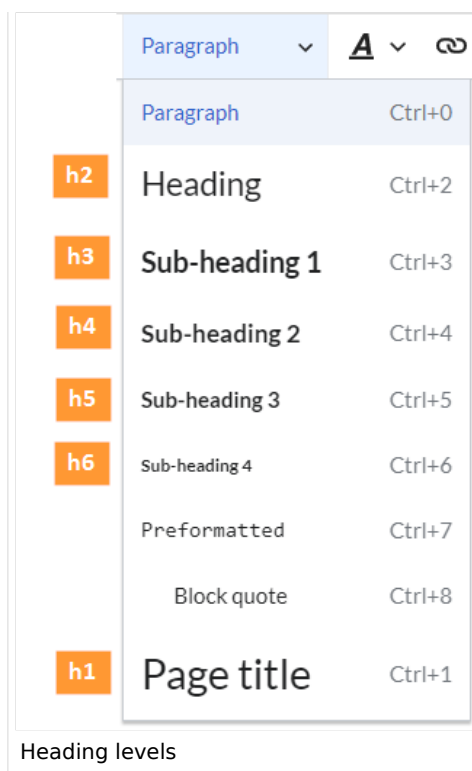 Paragraph A
Paragraph Ctrl+0
h2 Heading Ctrl+2
h3 Sub-heading 1 Ctrl+3
h4 Sub-heading 2 Ctrl+4
h5 Sub-heading 3 Ctrl+5
h6 Sub-heading 4 Ctrl+6
Preformatted Ctrl+7
Block quote Ctrl+8
h1 Page title Ctrl+1
Heading levels